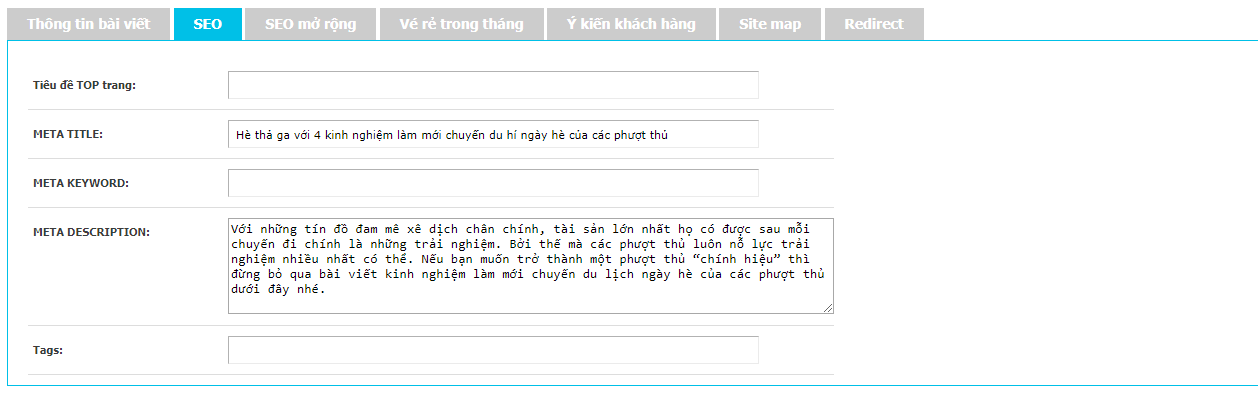 Thông tin bài viết SEO SEO mở rộng Vé rẻ trong tháng Ý kiến khách hàng Site map Redirect
Tiêu đề TOP trang:
META TITLE: Hè thả ga với 4 kinh nghiệm làm mới chuyến du hí ngày hè của các phượt thủ
META KEYWORD:
META DESCRIPTION: Với những tín đồ đam mê xê dịch chân chính, tài sản lớn nhất họ có được sau mỗi
chuyến đi chính là những trải nghiệm. Bởi thế mà các phượt thủ luôn nỗ lực trải
nghiệm nhiều nhất có thể. Nếu bạn muốn trở thành một phượt thủ “chính hiệu” thì
đừng bỏ qua bài viết kinh nghiệm làm mới chuyến du lịch ngày hè của các phượt thủ
dưới đây nhé.
Tags: